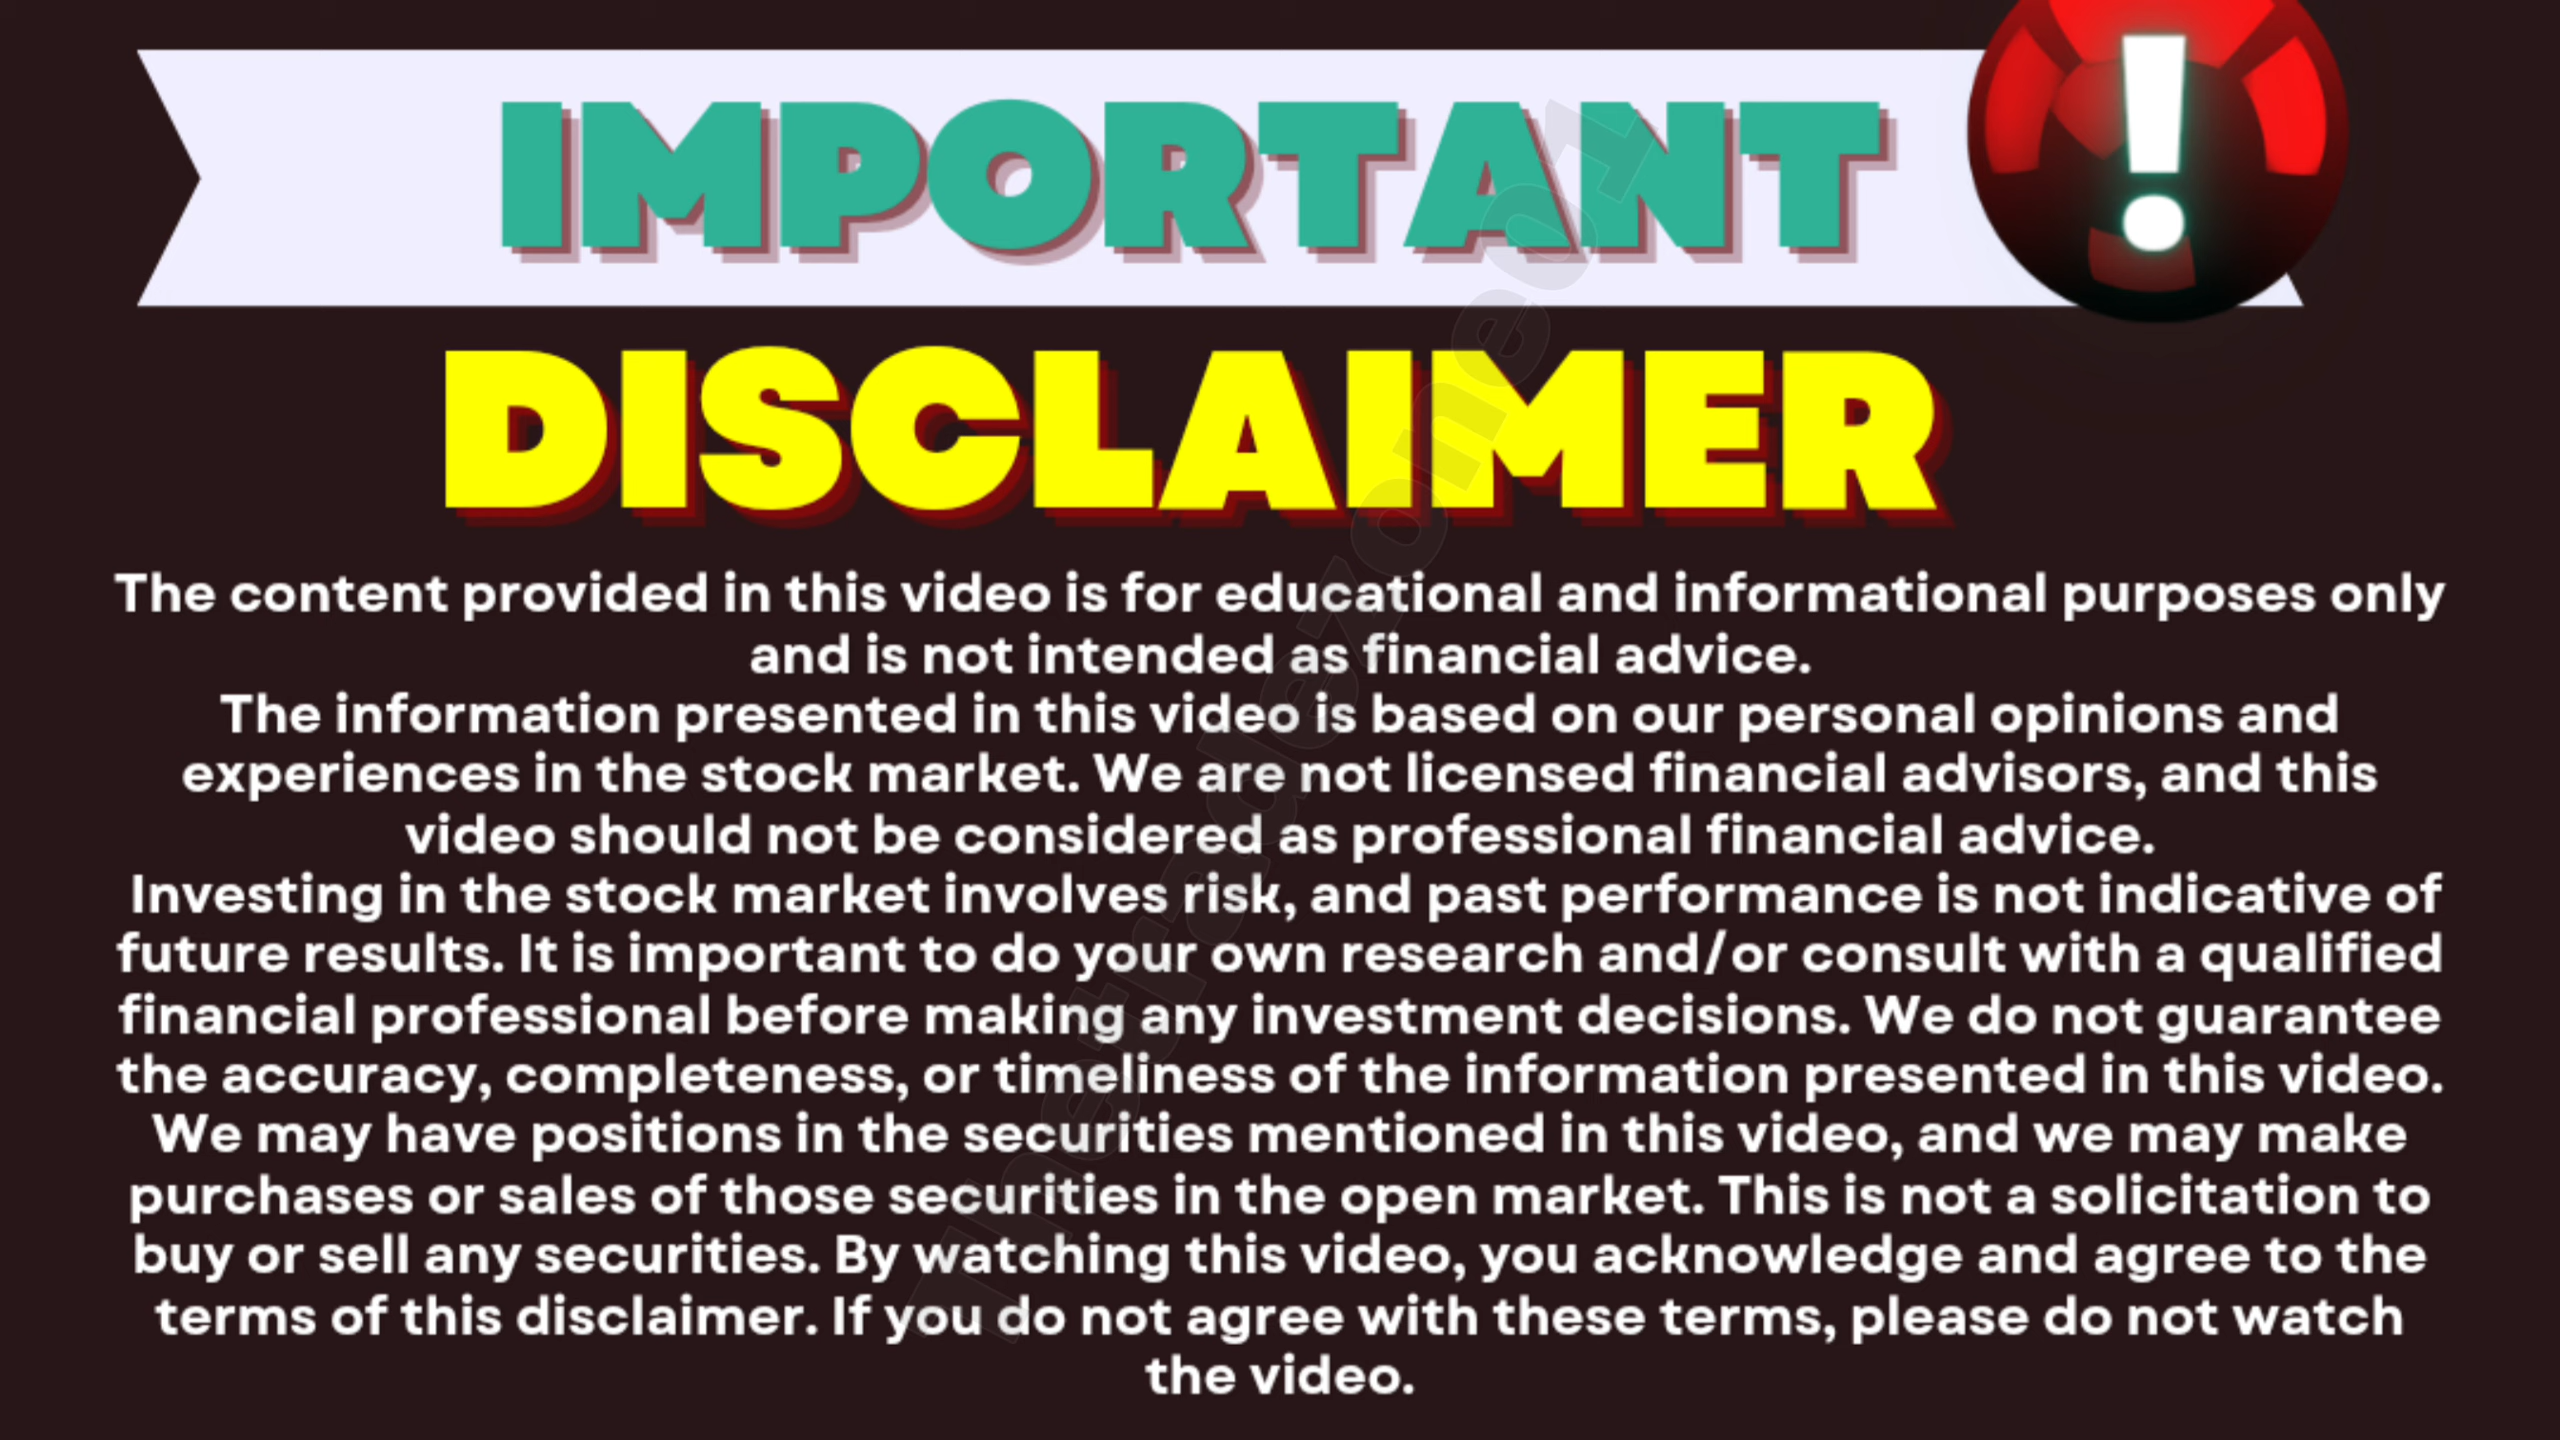 IMPORTANT
DISCLAIMER
The content provided in this video is for educational and informational purposes only
and is not intended as financial advice.
The information presented in this video is based on our personal opinions and
experiences in the stock market. We are not licensed financial advisors, and this
video should not be considered as professional financial advice.
Investing in the stock market involves risk, and past performance is not indicative of
future results. It is important to do your own research and/or consult with a qualified
financial professional before making any investment decisions. We do not guarantee
the accuracy, completeness, or timeliness of the information presented in this video.
We may have positions in the securities mentioned in this video, and we may make
purchases or sales of those securities in the open market. This is not a solicitation to
buy or sell any securities. By watching this video, you acknowledge and agree to the
terms of this disclaimer. If you do not agree with these terms, please do not watch
the video.